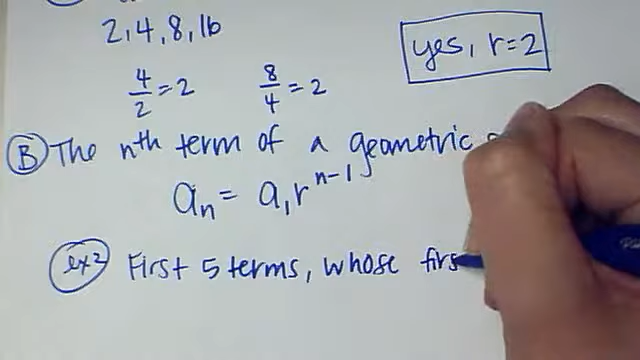 2, 4, 8, 16
yes, r=2
4/2 = 2 8/4 = 2
B The nth term of a geometric
aₙ = a₁rⁿ⁻¹
ex2 First 5 terms, whose firs